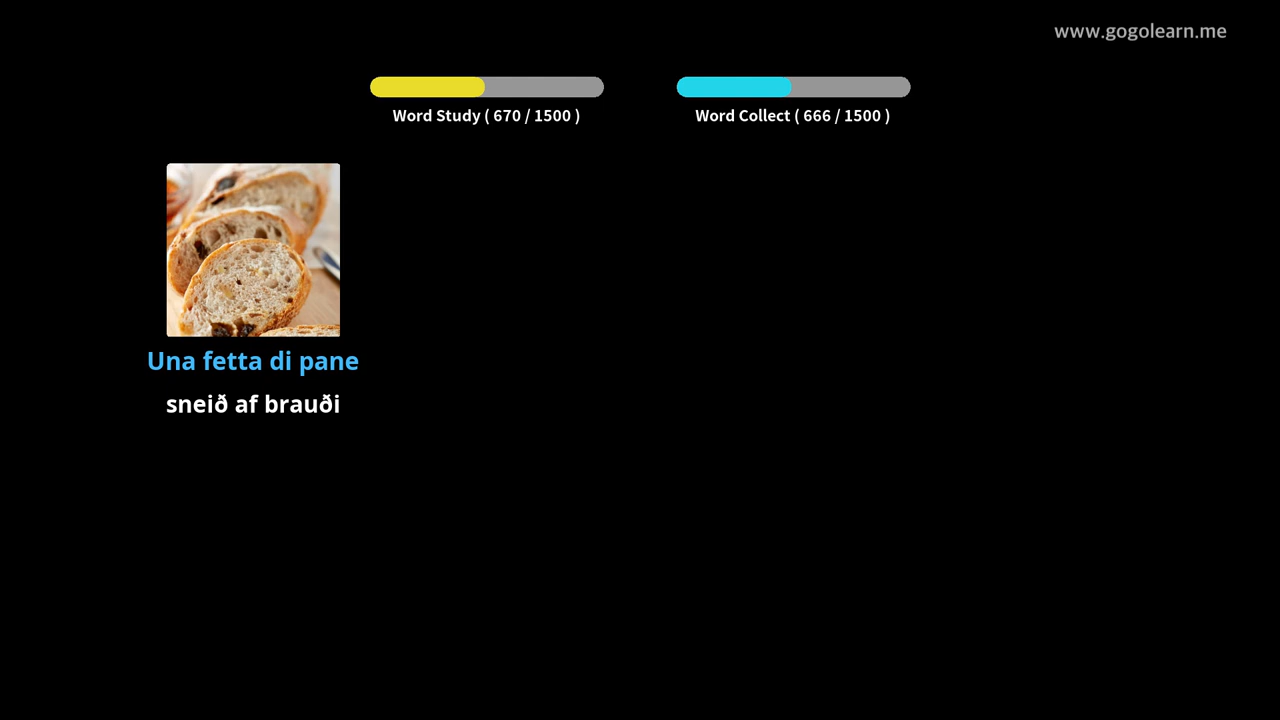 www.gogolearn.me
Word Study ( 670 / 1500 )
Word Collect ( 666 / 1500 )
Una fetta di pane
sneið af brauði